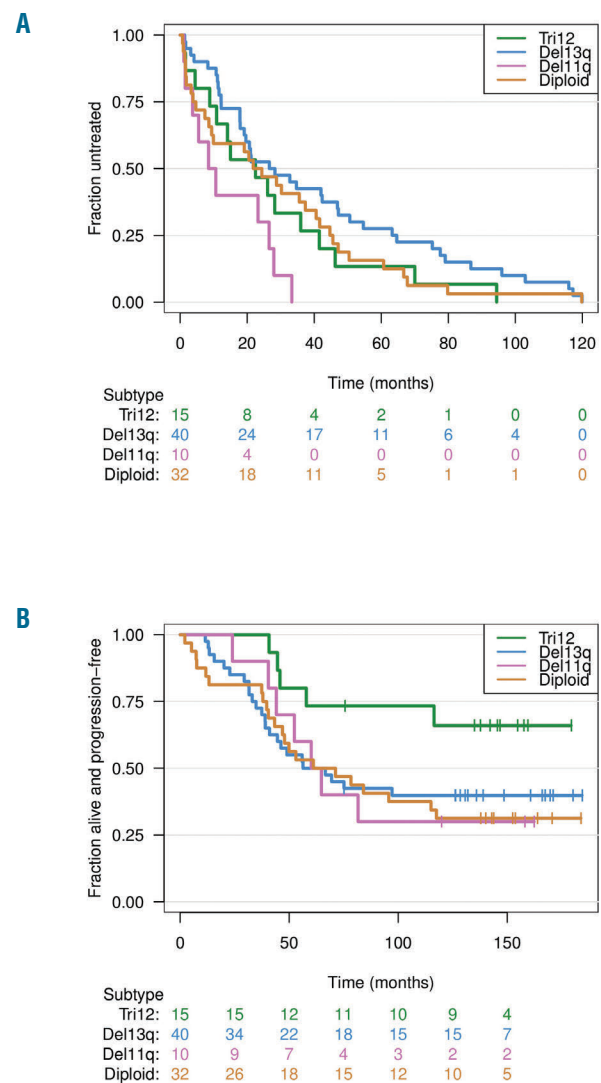 A
Fraction untreated
1.00
0.75
0.50
0.25
0.00
Tri12
Del13q
Del11q
Diploid
0 20 40 60 80 100 120
Time (months)
Subtype
Tri12: 15 8 4 2 1 0 0
Del13q: 40 24 17 11 6 4 0
Del11q: 10 4 0 0 0 0 0
Diploid: 32 18 11 5 1 1 0
B
Fraction alive and progression−free
1.00
0.75
0.50
0.25
0.00
Tri12
Del13q
Del11q
Diploid
0 50 100 150
Time (months)
Subtype
Tri12: 15 15 12 11 10 9 4
Del13q: 40 34 22 18 15 15 7
Del11q: 10 9 7 4 3 2 2
Diploid: 32 26 18 15 12 10 5